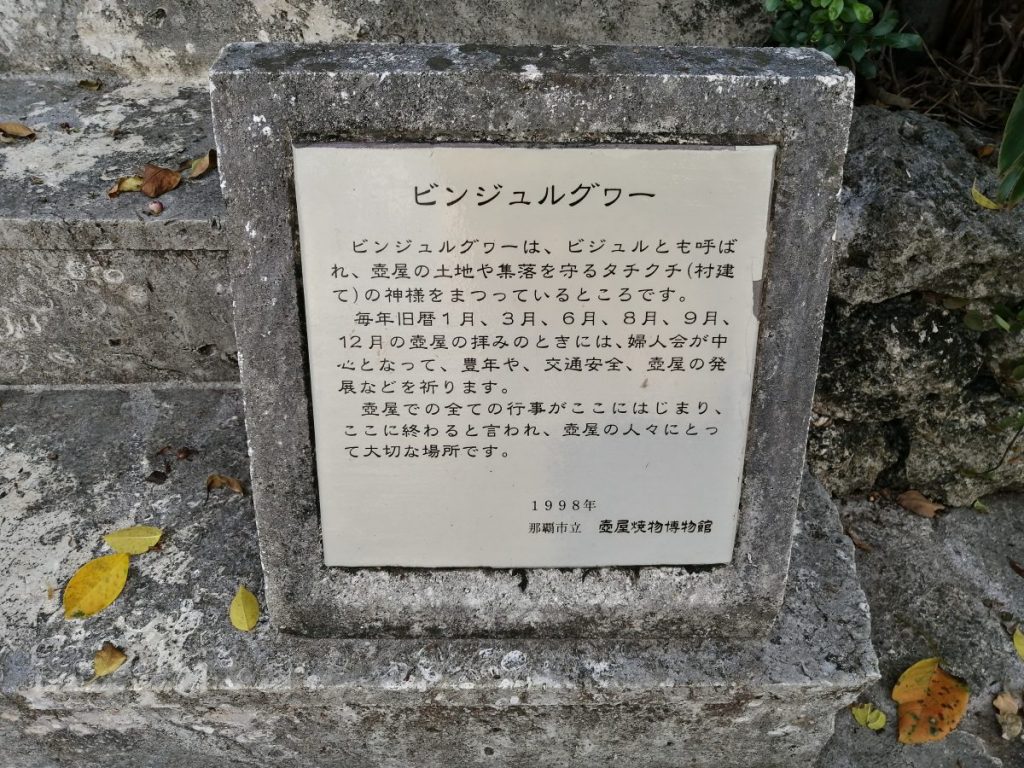 ビンジュルグヮー
ビンジュルグヮーは、ビジュルとも呼ば
れ、壺屋の土地や集落を守るタチクチ(村建
て)の神様をまつっているところです。
毎年旧暦1月、3月、6月、8月、9月、
12月の壺屋の拝みのときには、婦人会が中
心となって、豊年や、交通安全、壺屋の発
展などを祈ります。
壺屋での全ての行事がここにはじまり、
ここに終わると言われ、壺屋の人々にとっ
て大切な場所です。
1998年
那覇市立 壺屋焼物博物館